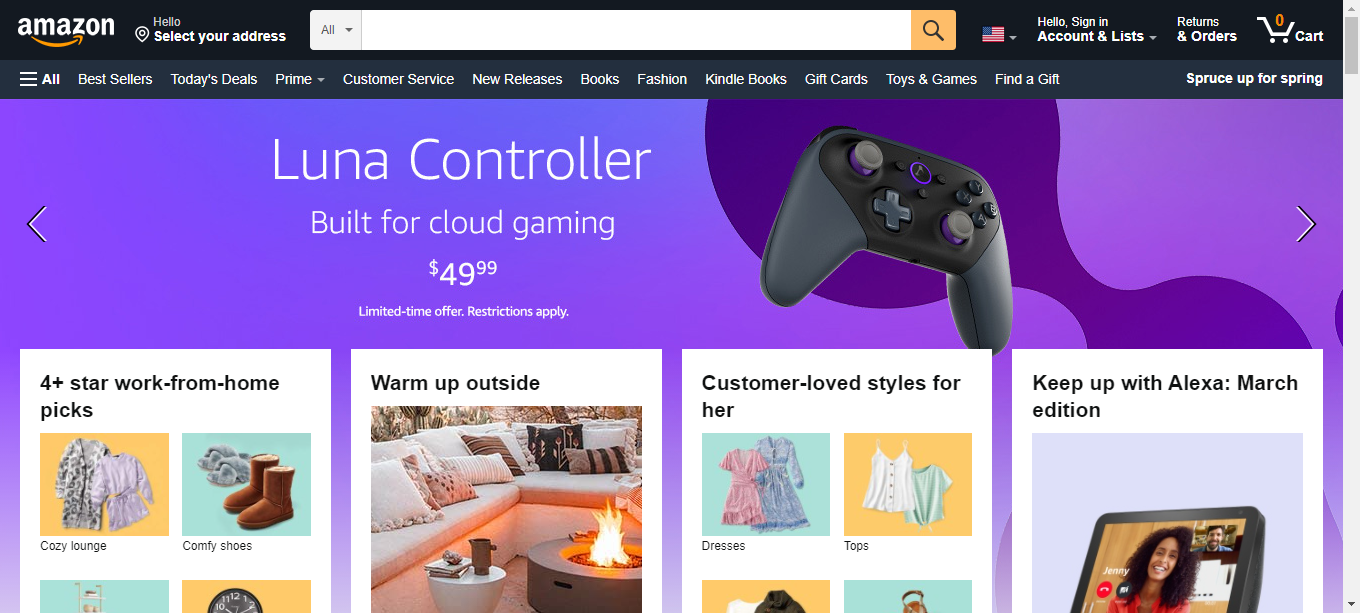 amazon
Hello
Select your address
All
Hello, Sign in
Account & Lists
Returns
& Orders
0
Cart
All
Best Sellers
Today's Deals
Prime
Customer Service
New Releases
Books
Fashion
Kindle Books
Gift Cards
Toys & Games
Find a Gift
Spruce up for spring
Luna Controller
Built for cloud gaming
$4999
Limited-time offer. Restrictions apply.
4+ star work-from-home
picks
Cozy lounge
Comfy shoes
Warm up outside
Customer-loved styles for
her
Dresses
Tops
Keep up with Alexa: March
edition
Jenny